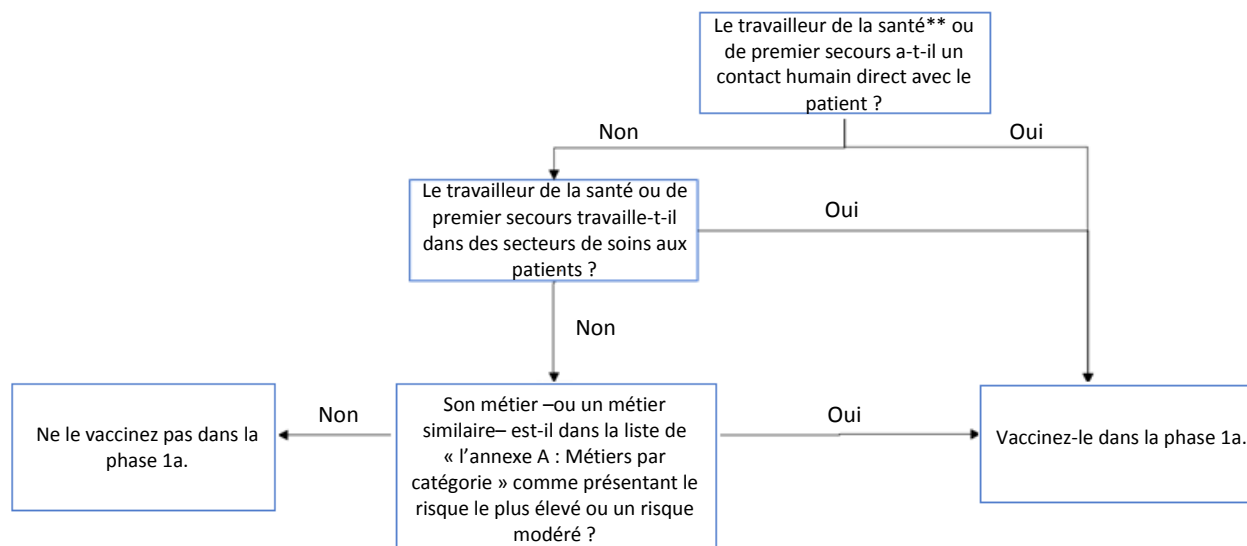 Le travailleur de la santé** ou
de premier secours a-t-il un
contact humain direct avec le
patient ?
Non
Oui
Le travailleur de la santé ou de
premier secours travaille-t-il
dans des secteurs de soins aux
patients ?
Oui
Non
Ne le vaccinez pas dans la
phase 1a.
Non
Son métier –ou un métier
similaire– est-il dans la liste de
« l’annexe A : Métiers par
catégorie » comme présentant le
risque le plus élevé ou un risque
modéré ?
Oui
Vaccinez-le dans la phase 1a.